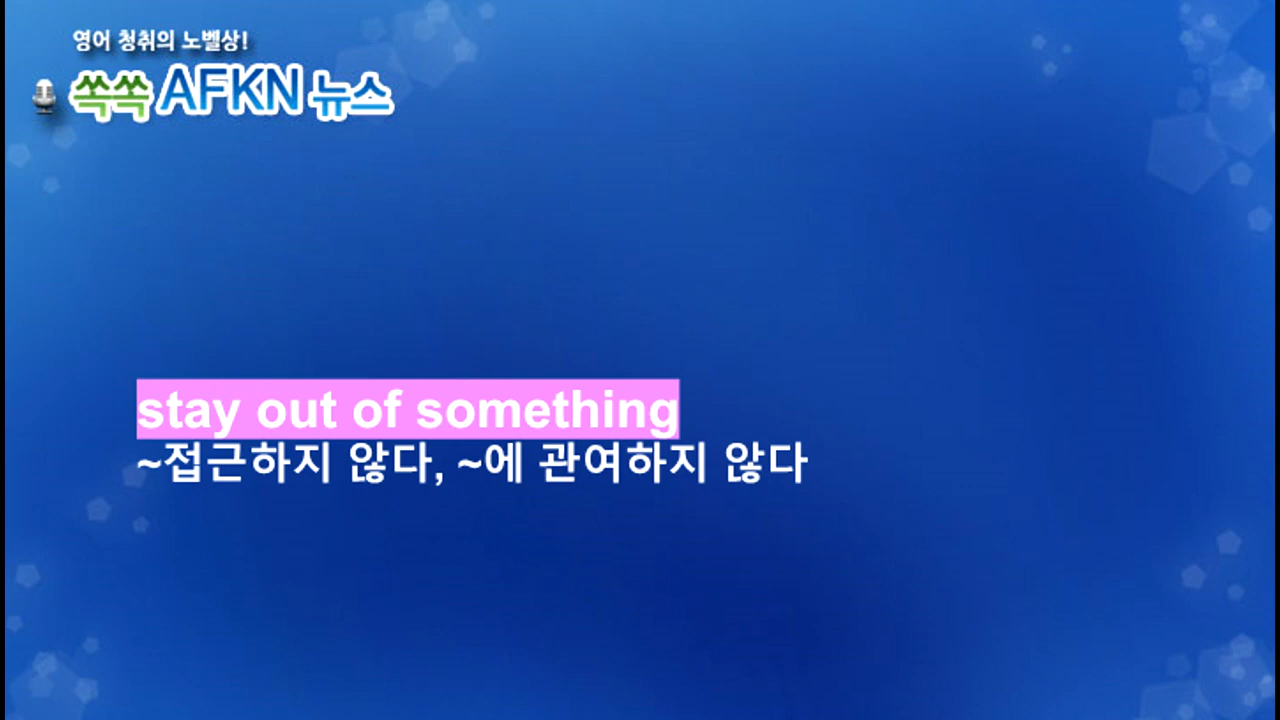 영어 청취의 노벨상!
쏙쏙 AFKN 뉴스
stay out of something
~접근하지 않다, ~에 관여하지 않다